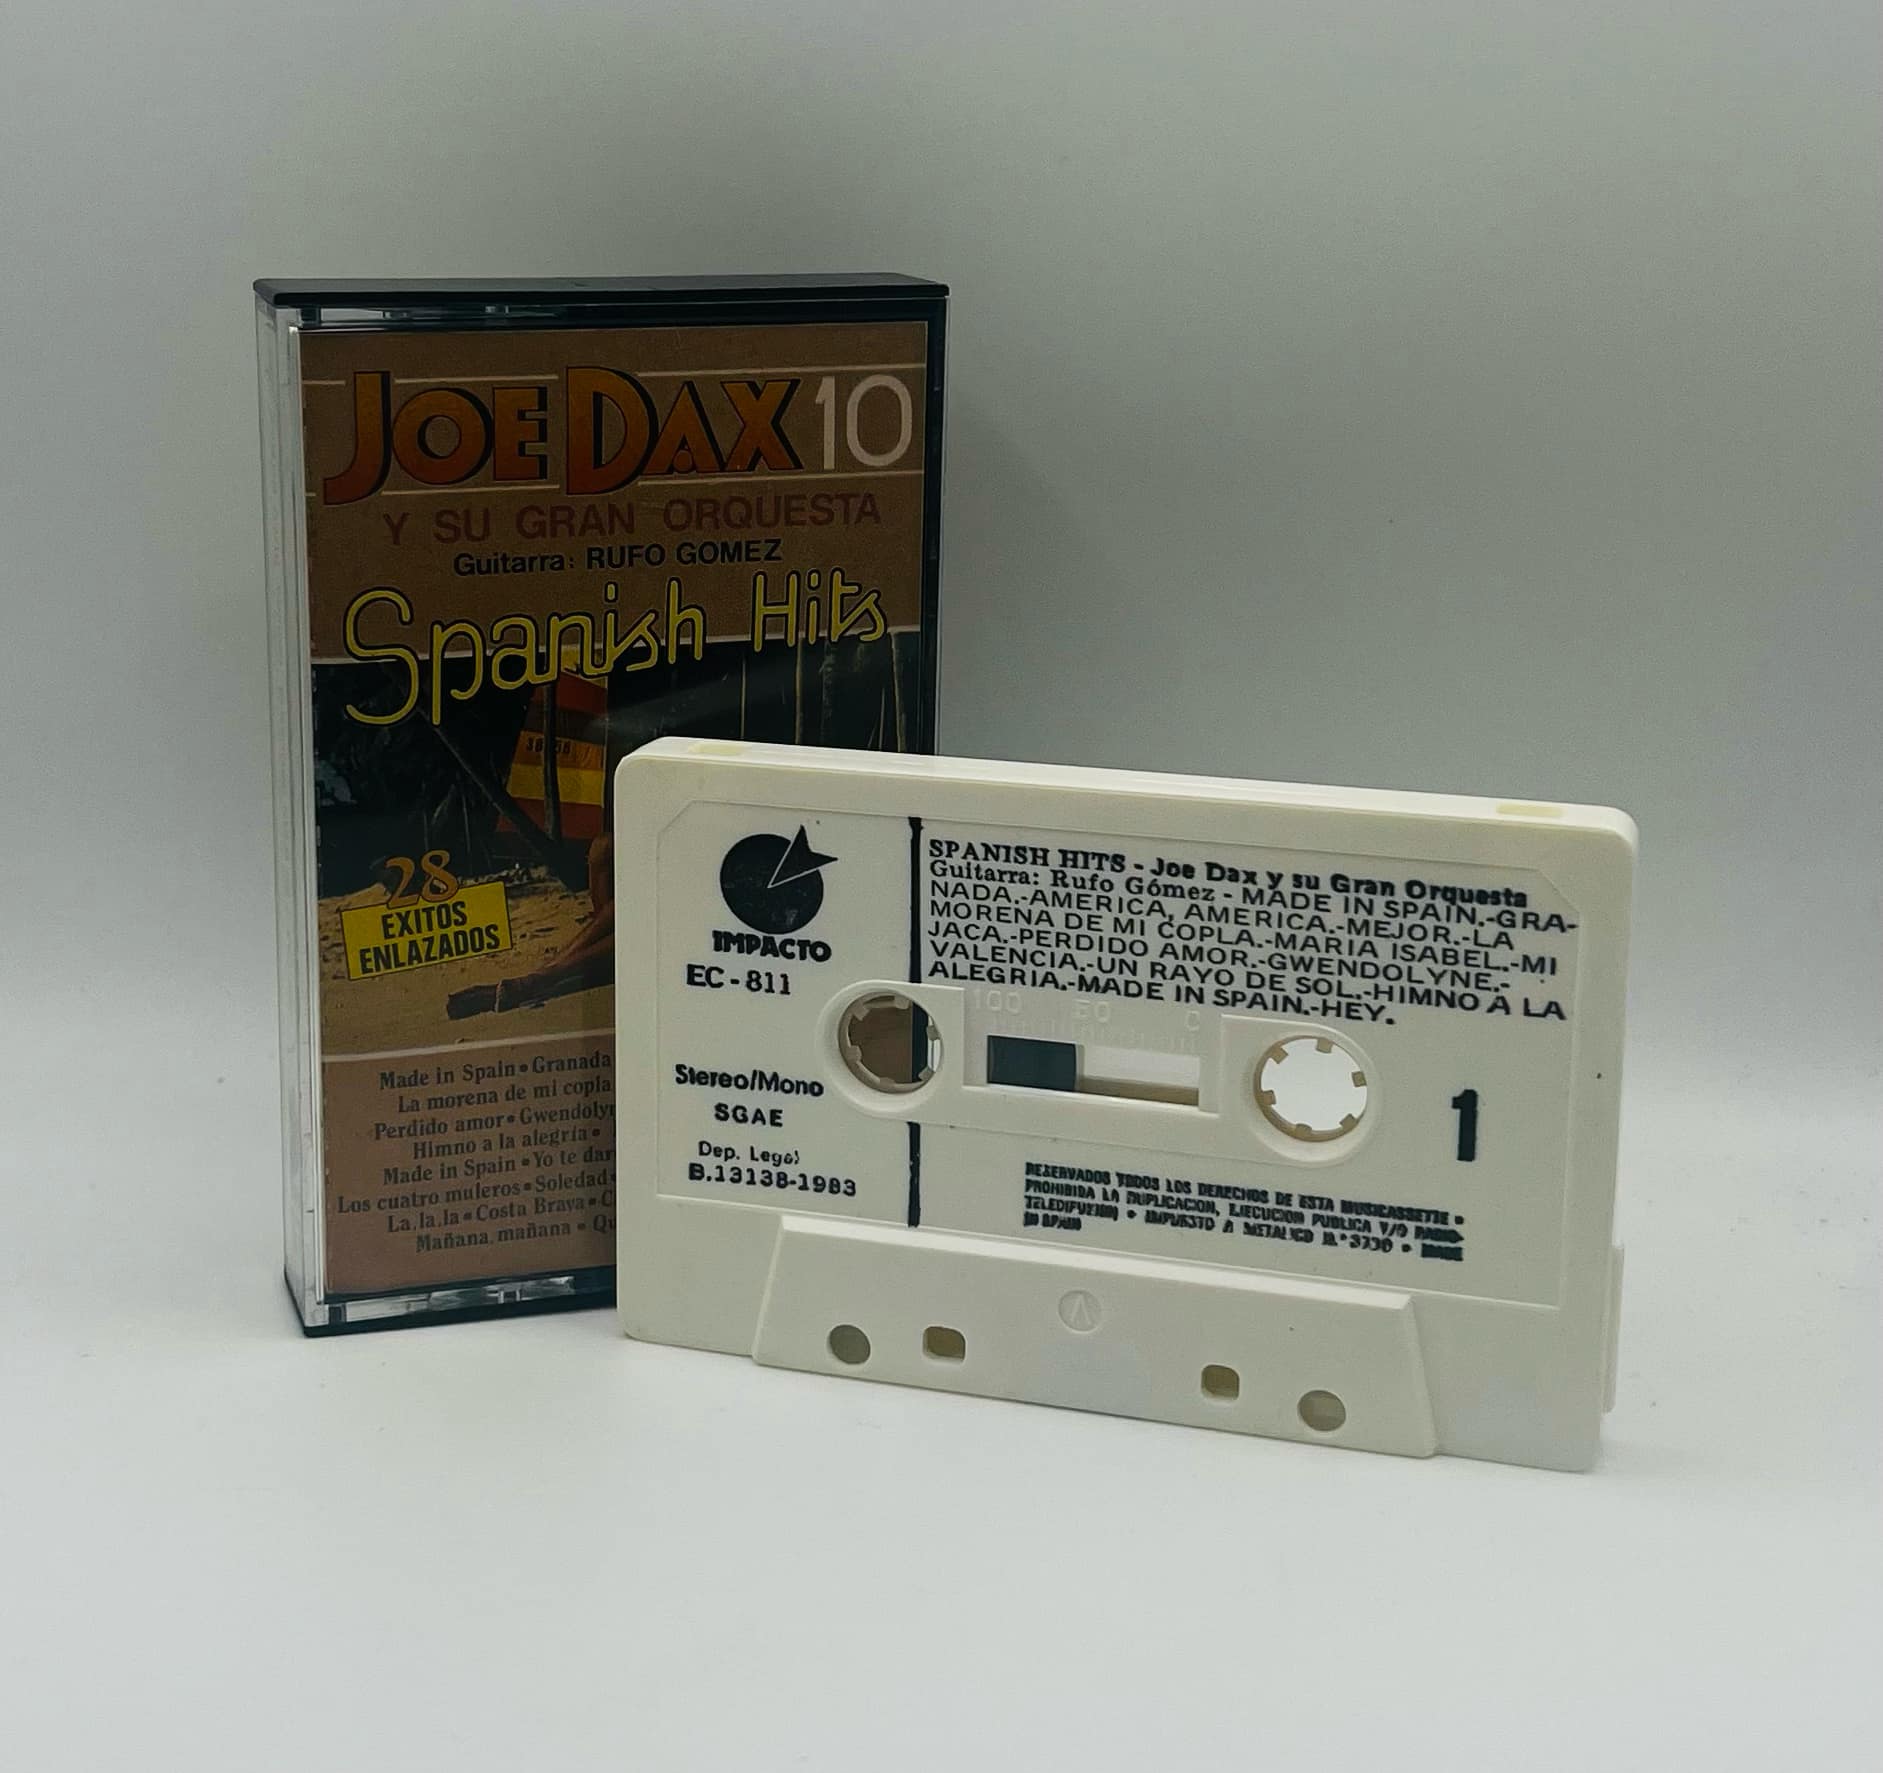 JOE DAX 10
Y SU GRAN ORQUESTA
Guitarra: RUFO GOMEZ
Spanish Hits
28
EXITOS
ENLAZADOS
Made in Spain • Granada
La morena de mi copla
Perdido amor • Gwendolyn
Himno a la alegría •
Made in Spain • Yo te dar
Los cuatro muleros • Soledad •
La, la, la • Costa Brava •
Mañana, mañana • Qu
IMPACTO
EC-811
Stereo/Mono
SGAE
Dep. Legal
B.13138-1983
SPANISH HITS - Joe Dax y su Gran Orquesta
Guitarra: Rufo Gómez - MADE IN SPAIN.-GRA-
NADA.-AMERICA, AMERICA.-MEJOR.-LA
MORENA DE MI COPLA.-MARIA ISABEL.-MI
JACA.-PERDIDO AMOR.-GWENDOLYNE.-
VALENCIA.-UN RAYO DE SOL.-HIMNO A LA
ALEGRIA.-MADE IN SPAIN.-HEY.
100 50 0
1
RESERVADOS TODOS LOS DERECHOS DE ESTA MUSICASSETTE •
PROHIBIDA LA DUPLICACION, EJECUCION PUBLICA Y/O RADIO-
TELEDIFUSION • IMPUESTO A METALICO N.º 3730 • MADE
IN SPAIN